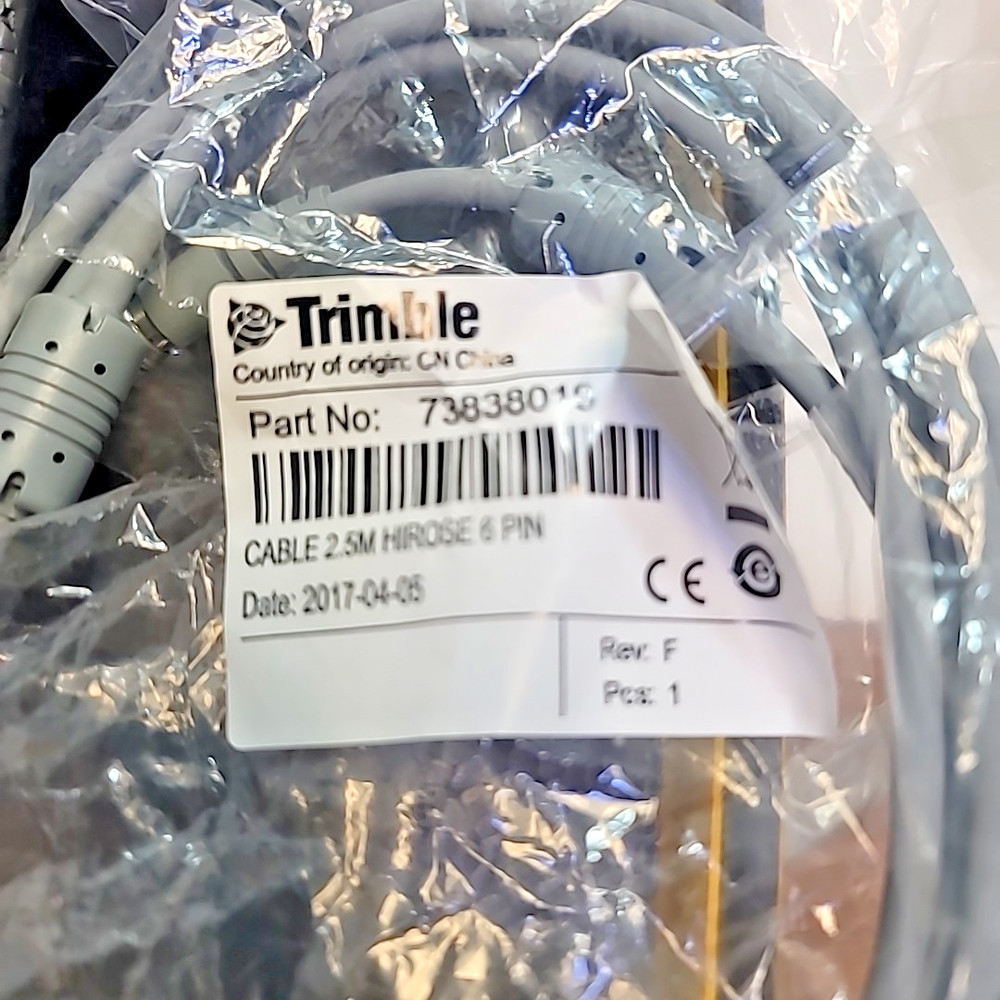 Trimble
Country of origin: CN China
Part No: 73838019
CABLE 2.5M HIROSE 6 PIN
Date: 2017-04-05
CE
Rev: F
Pcs: 1